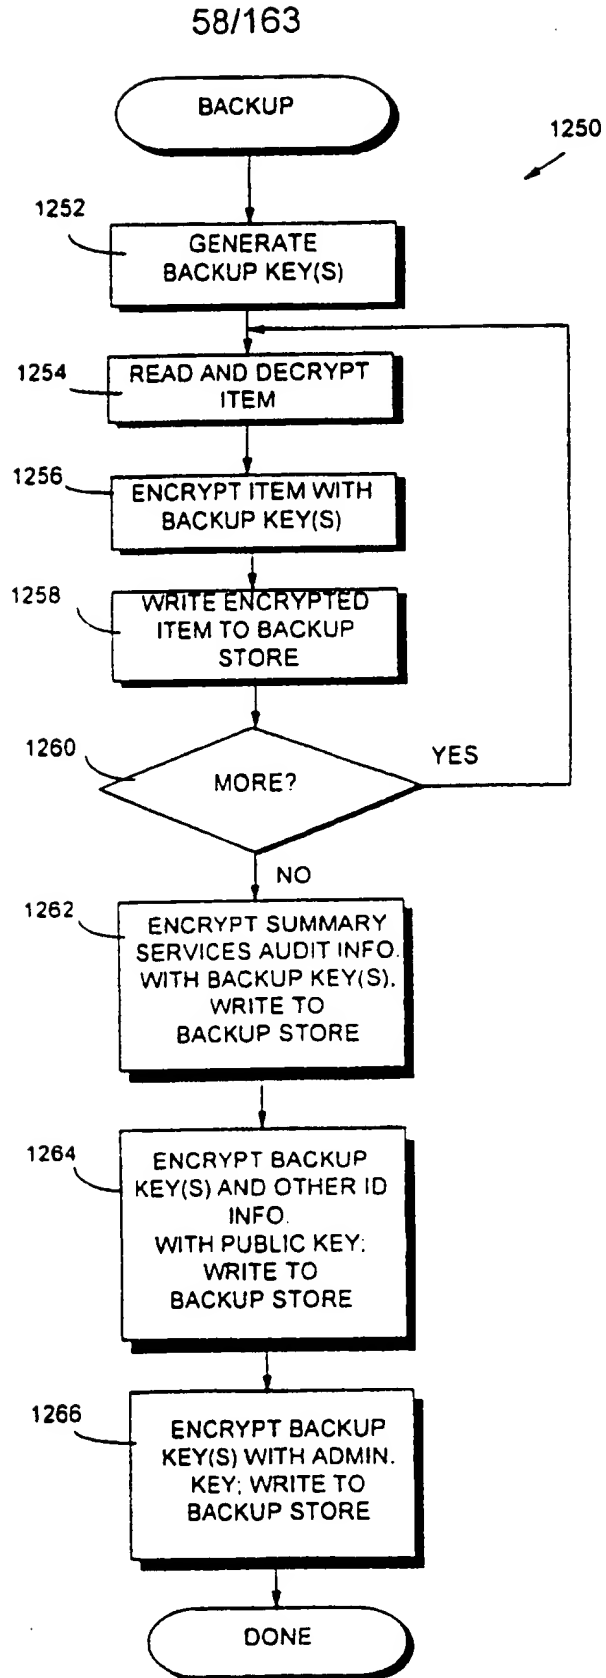 58/163
BACKUP
1250
1252
GENERATE
BACKUP KEY(S)
1254
READ AND DECRYPT
ITEM
1256
ENCRYPT ITEM WITH
BACKUP KEY(S)
1258
WRITE ENCRYPTED
ITEM TO BACKUP
STORE
1260
MORE?
YES
NO
1262
ENCRYPT SUMMARY
SERVICES AUDIT INFO.
WITH BACKUP KEY(S),
WRITE TO
BACKUP STORE
1264
ENCRYPT BACKUP
KEY(S) AND OTHER ID
INFO.
WITH PUBLIC KEY;
WRITE TO
BACKUP STORE
1266
ENCRYPT BACKUP
KEY(S) WITH ADMIN.
KEY; WRITE TO
BACKUP STORE
DONE